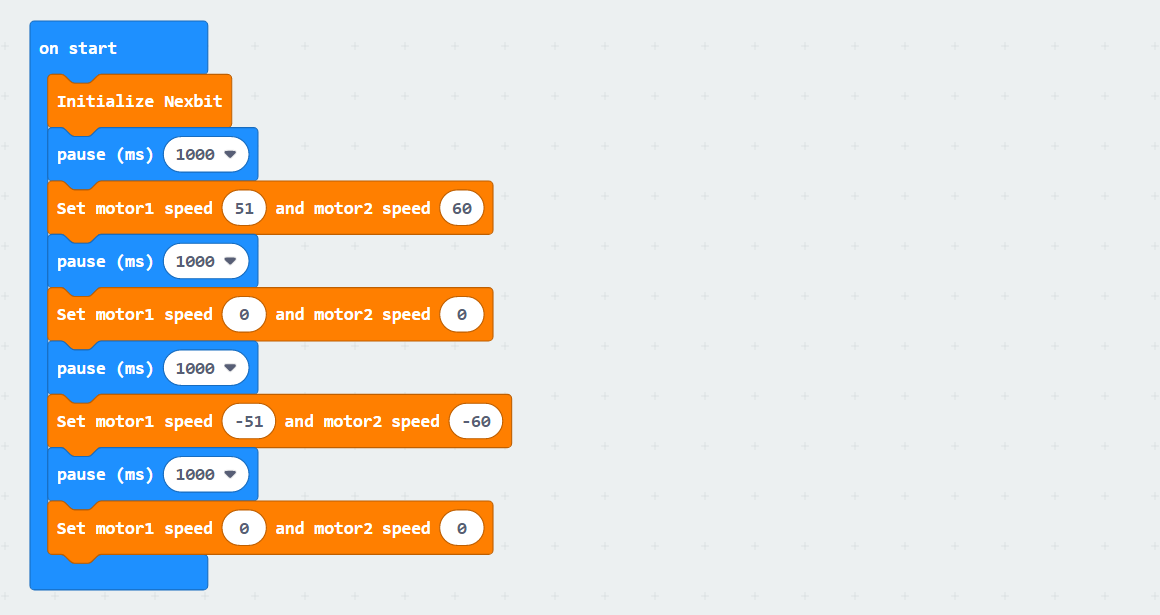 on start
Initialize Nexbit
pause (ms) 1000
Set motor1 speed 51 and motor2 speed 60
pause (ms) 1000
Set motor1 speed 0 and motor2 speed 0
pause (ms) 1000
Set motor1 speed -51 and motor2 speed -60
pause (ms) 1000
Set motor1 speed 0 and motor2 speed 0